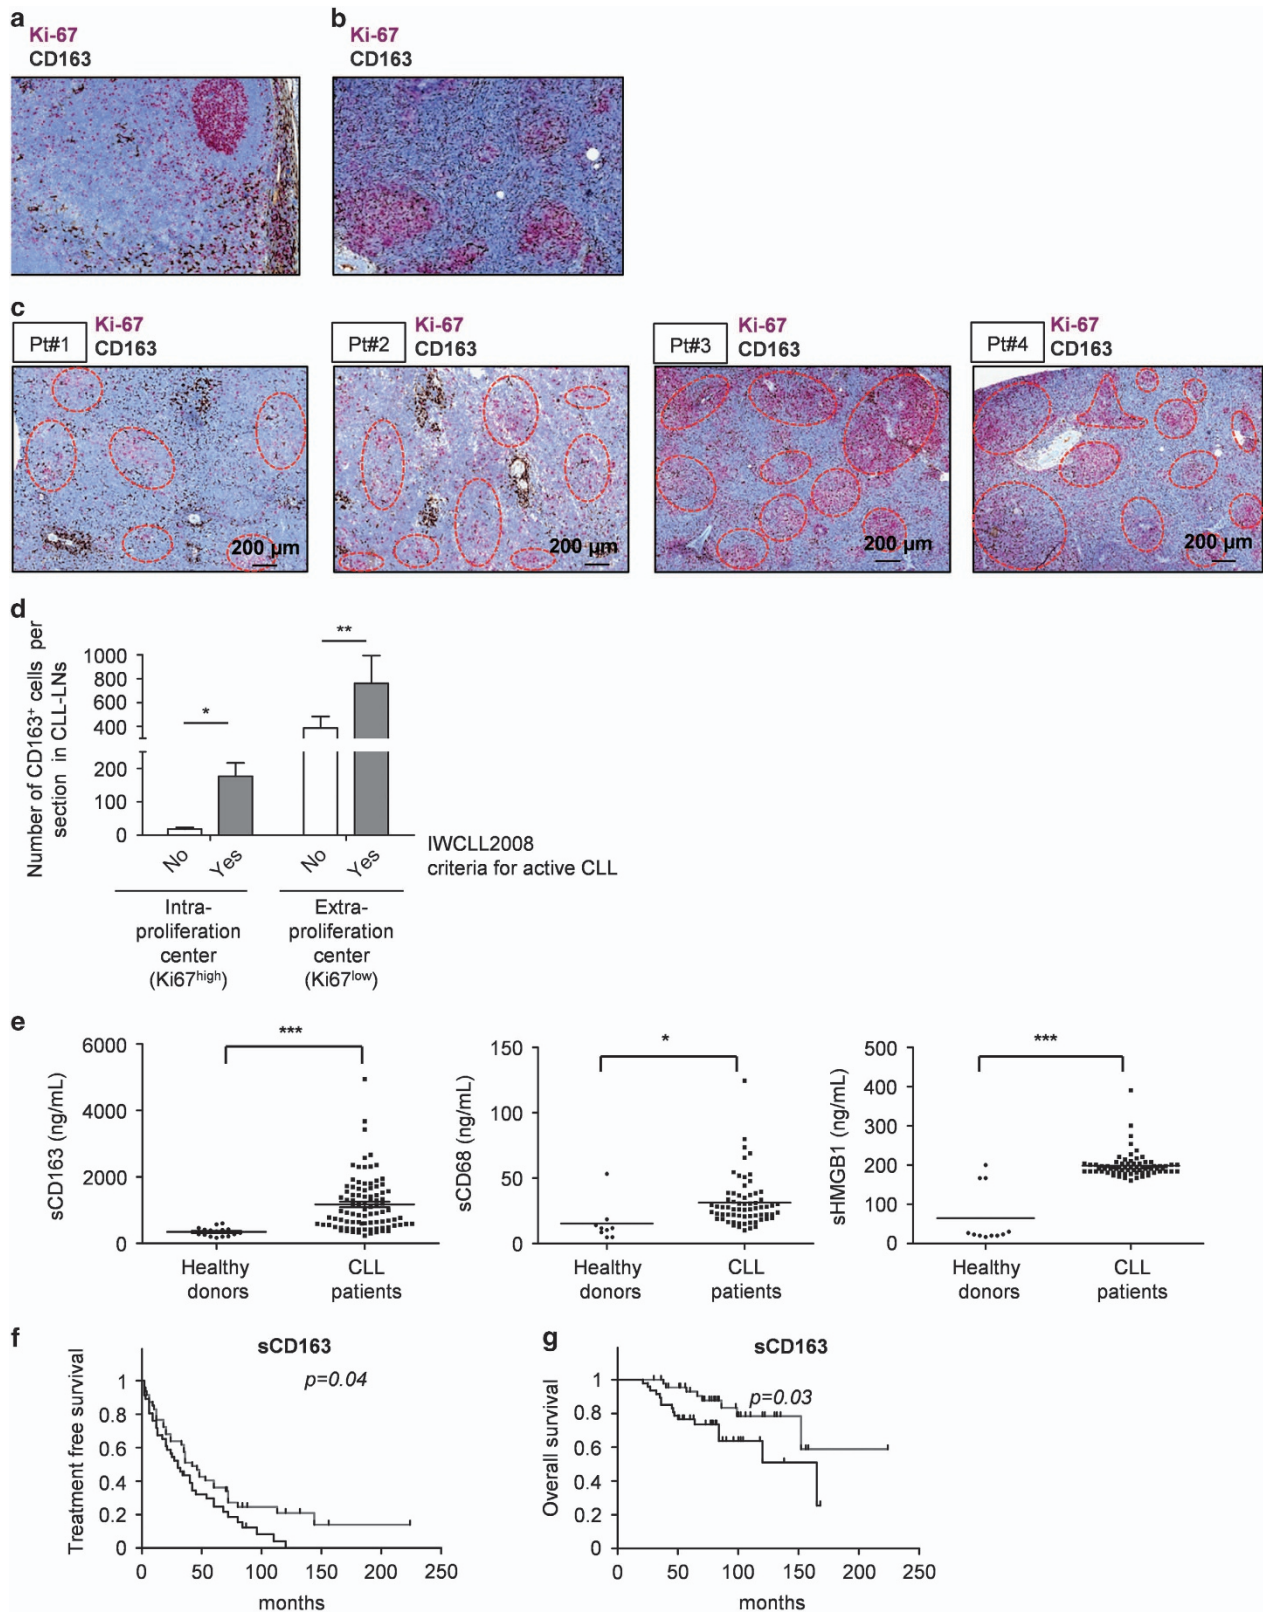 a
Ki-67
CD163
b
Ki-67
CD163
c
Pt#1
Ki-67
CD163
200 µm
Pt#2
Ki-67
CD163
200 µm
Pt#3
Ki-67
CD163
200 µm
Pt#4
Ki-67
CD163
200 µm
d
Number of CD163+ cells per
section in CLL-LNs
1000
800
600
400
200
100
0
*
**
No
Yes
No
Yes
IWCLL2008
criteria for active CLL
Intra-
proliferation
center
(Ki67high)
Extra-
proliferation
center
(Ki67low)
e
sCD163 (ng/mL)
6000
4000
2000
0
***
Healthy
donors
CLL
patients
sCD68 (ng/mL)
150
100
50
0
*
Healthy
donors
CLL
patients
sHMGB1 (ng/mL)
500
400
300
200
100
0
***
Healthy
donors
CLL
patients
f
sCD163
p=0.04
Treatment free survival
1
0.8
0.6
0.4
0.2
0
0 50 100 150 200 250
months
g
sCD163
p=0.03
Overall survival
1
0.8
0.6
0.4
0.2
0
0 50 100 150 200 250
months